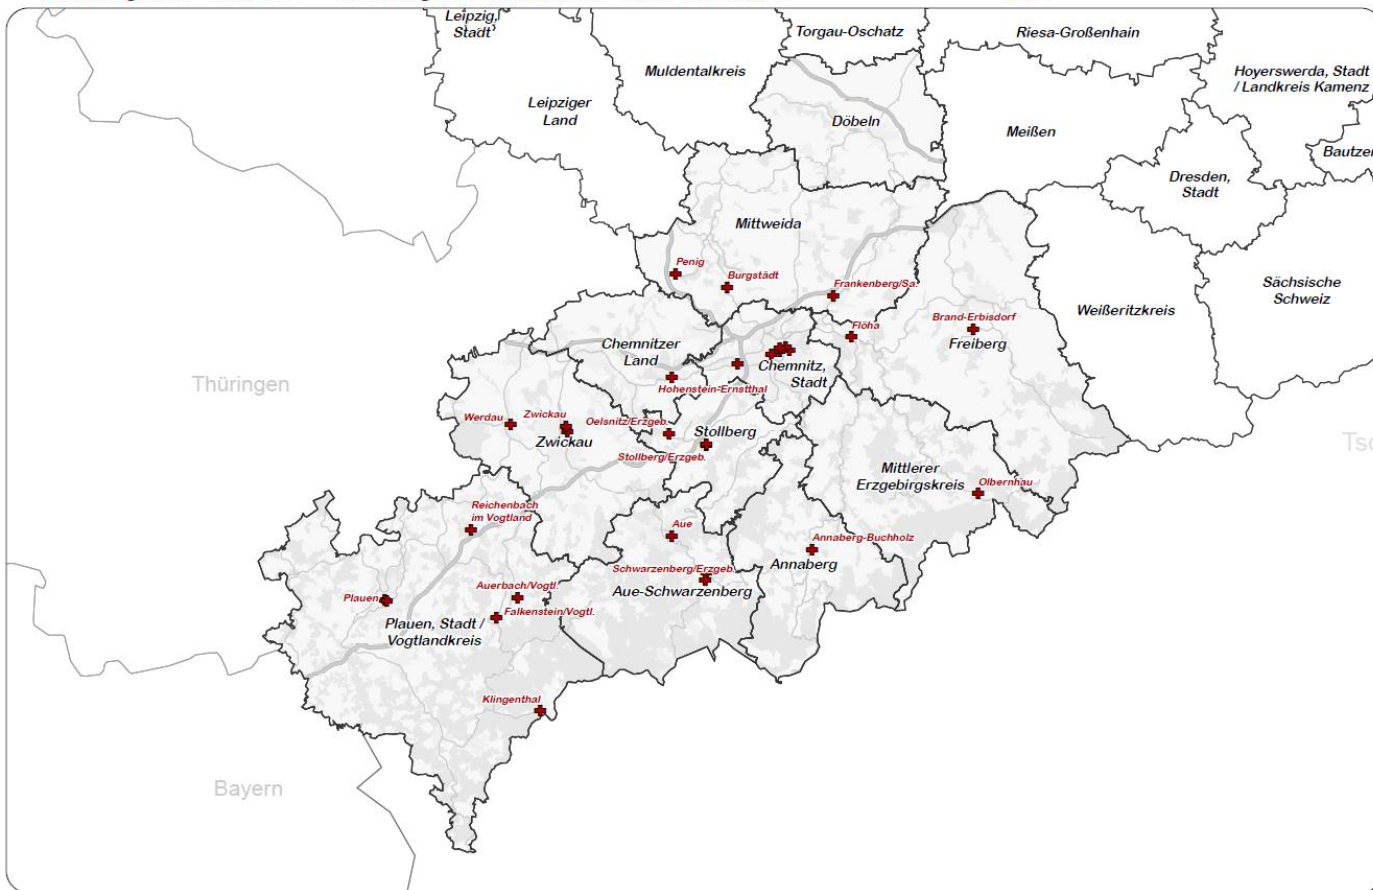 Leipzig,
Stadt
Torgau-Oschatz
Riesa-Großenhain
Muldentalkreis
Hoyerswerda, Stadt
/ Landkreis Kamenz
Leipziger
Land
Döbeln
Meißen
Bautzen
Dresden,
Stadt
Mittweida
Penig
Burgstädt
Frankenberg/Sa.
Sächsische
Schweiz
Weißeritzkreis
Brand-Erbisdorf
Flöha
Freiberg
Chemnitzer
Land
Chemnitz,
Stadt
Thüringen
Hohenstein-Ernstthal
Werdau
Zwickau
Oelsnitz/Erzgeb.
Zwickau
Stollberg
Stollberg/Erzgeb.
Mittlerer
Erzgebirgskreis
Olbernhau
Tsc
Reichenbach
im Vogtland
Aue
Annaberg-Buchholz
Annaberg
Schwarzenberg/Erzgeb.
Aue-Schwarzenberg
Auerbach/Vogtl.
Plauen
Falkenstein/Vogtl.
Plauen, Stadt /
Vogtlandkreis
Klingenthal
Bayern